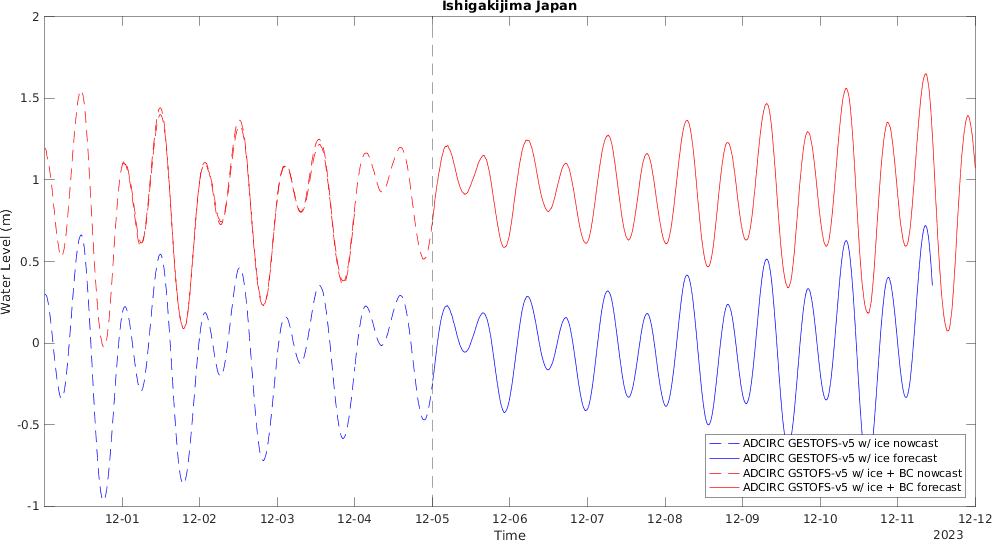 Ishigakijima Japan
Water Level (m)
2
1.5
1
0.5
0
-0.5
-1
ADCIRC GESTOFS-v5 w/ ice nowcast
ADCIRC GESTOFS-v5 w/ ice forecast
ADCIRC GSTOFS-v5 w/ ice + BC nowcast
ADCIRC GSTOFS-v5 w/ ice + BC forecast
12-01 12-02 12-03 12-04 12-05 12-06 12-07 12-08 12-09 12-10 12-11 12-12
Time
2023